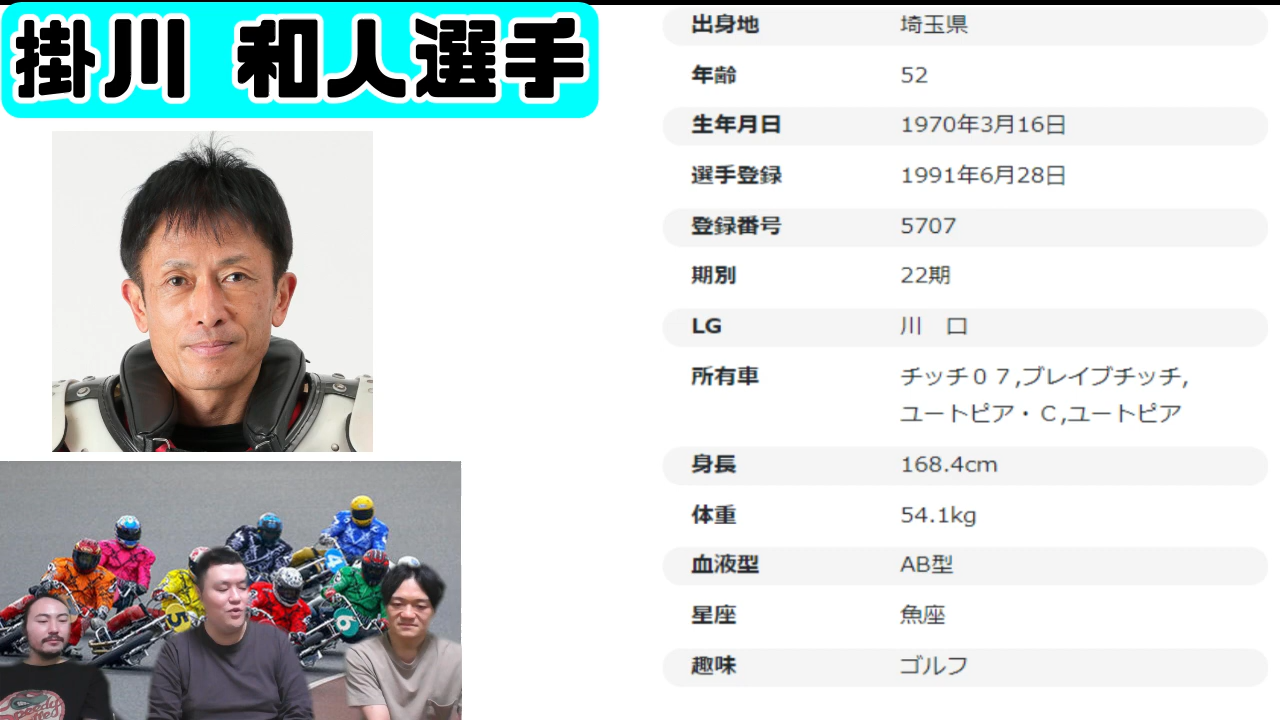 掛川 和人選手
出身地 埼玉県
年齢 52
生年月日 1970年3月16日
選手登録 1991年6月28日
登録番号 5707
期別 22期
LG 川　口
所有車 チッチ０７,ブレイブチッチ,
ユートピア・Ｃ,ユートピア
身長 168.4cm
体重 54.1kg
血液型 AB型
星座 魚座
趣味 ゴルフ
4
5
6